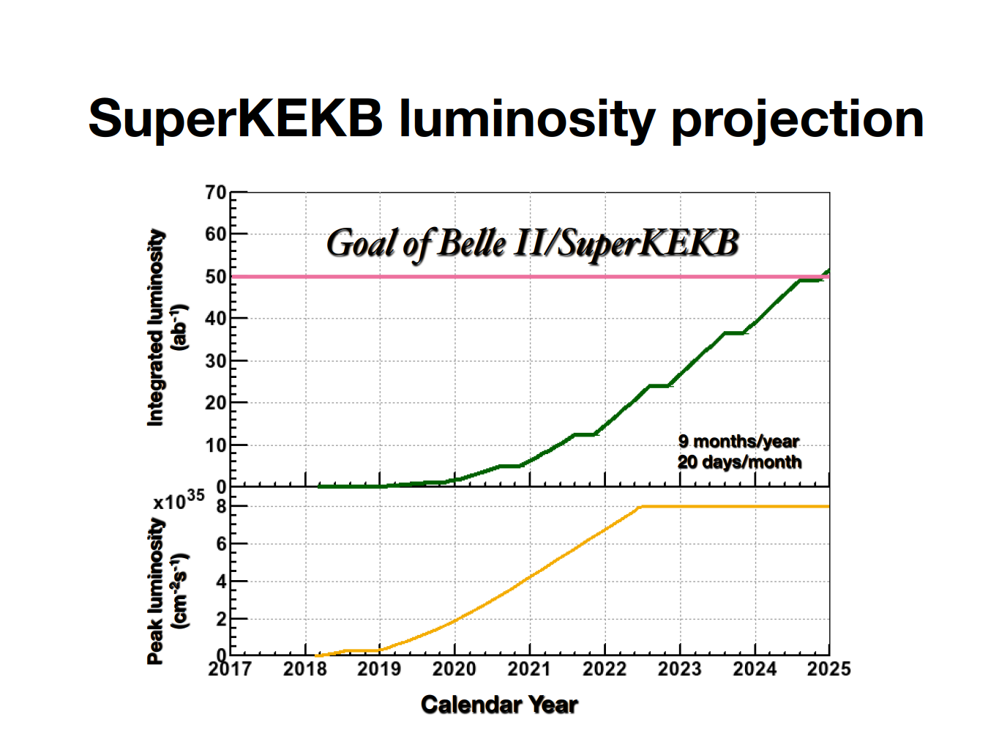 SuperKEKB luminosity projection
70
60
50
40
30
20
10
0
Integrated luminosity
(ab⁻¹)
Goal of Belle II/SuperKEKB
9 months/year
20 days/month
x10³⁵
8
6
4
2
0
Peak luminosity
(cm⁻²s⁻¹)
2017 2018 2019 2020 2021 2022 2023 2024 2025
Calendar Year